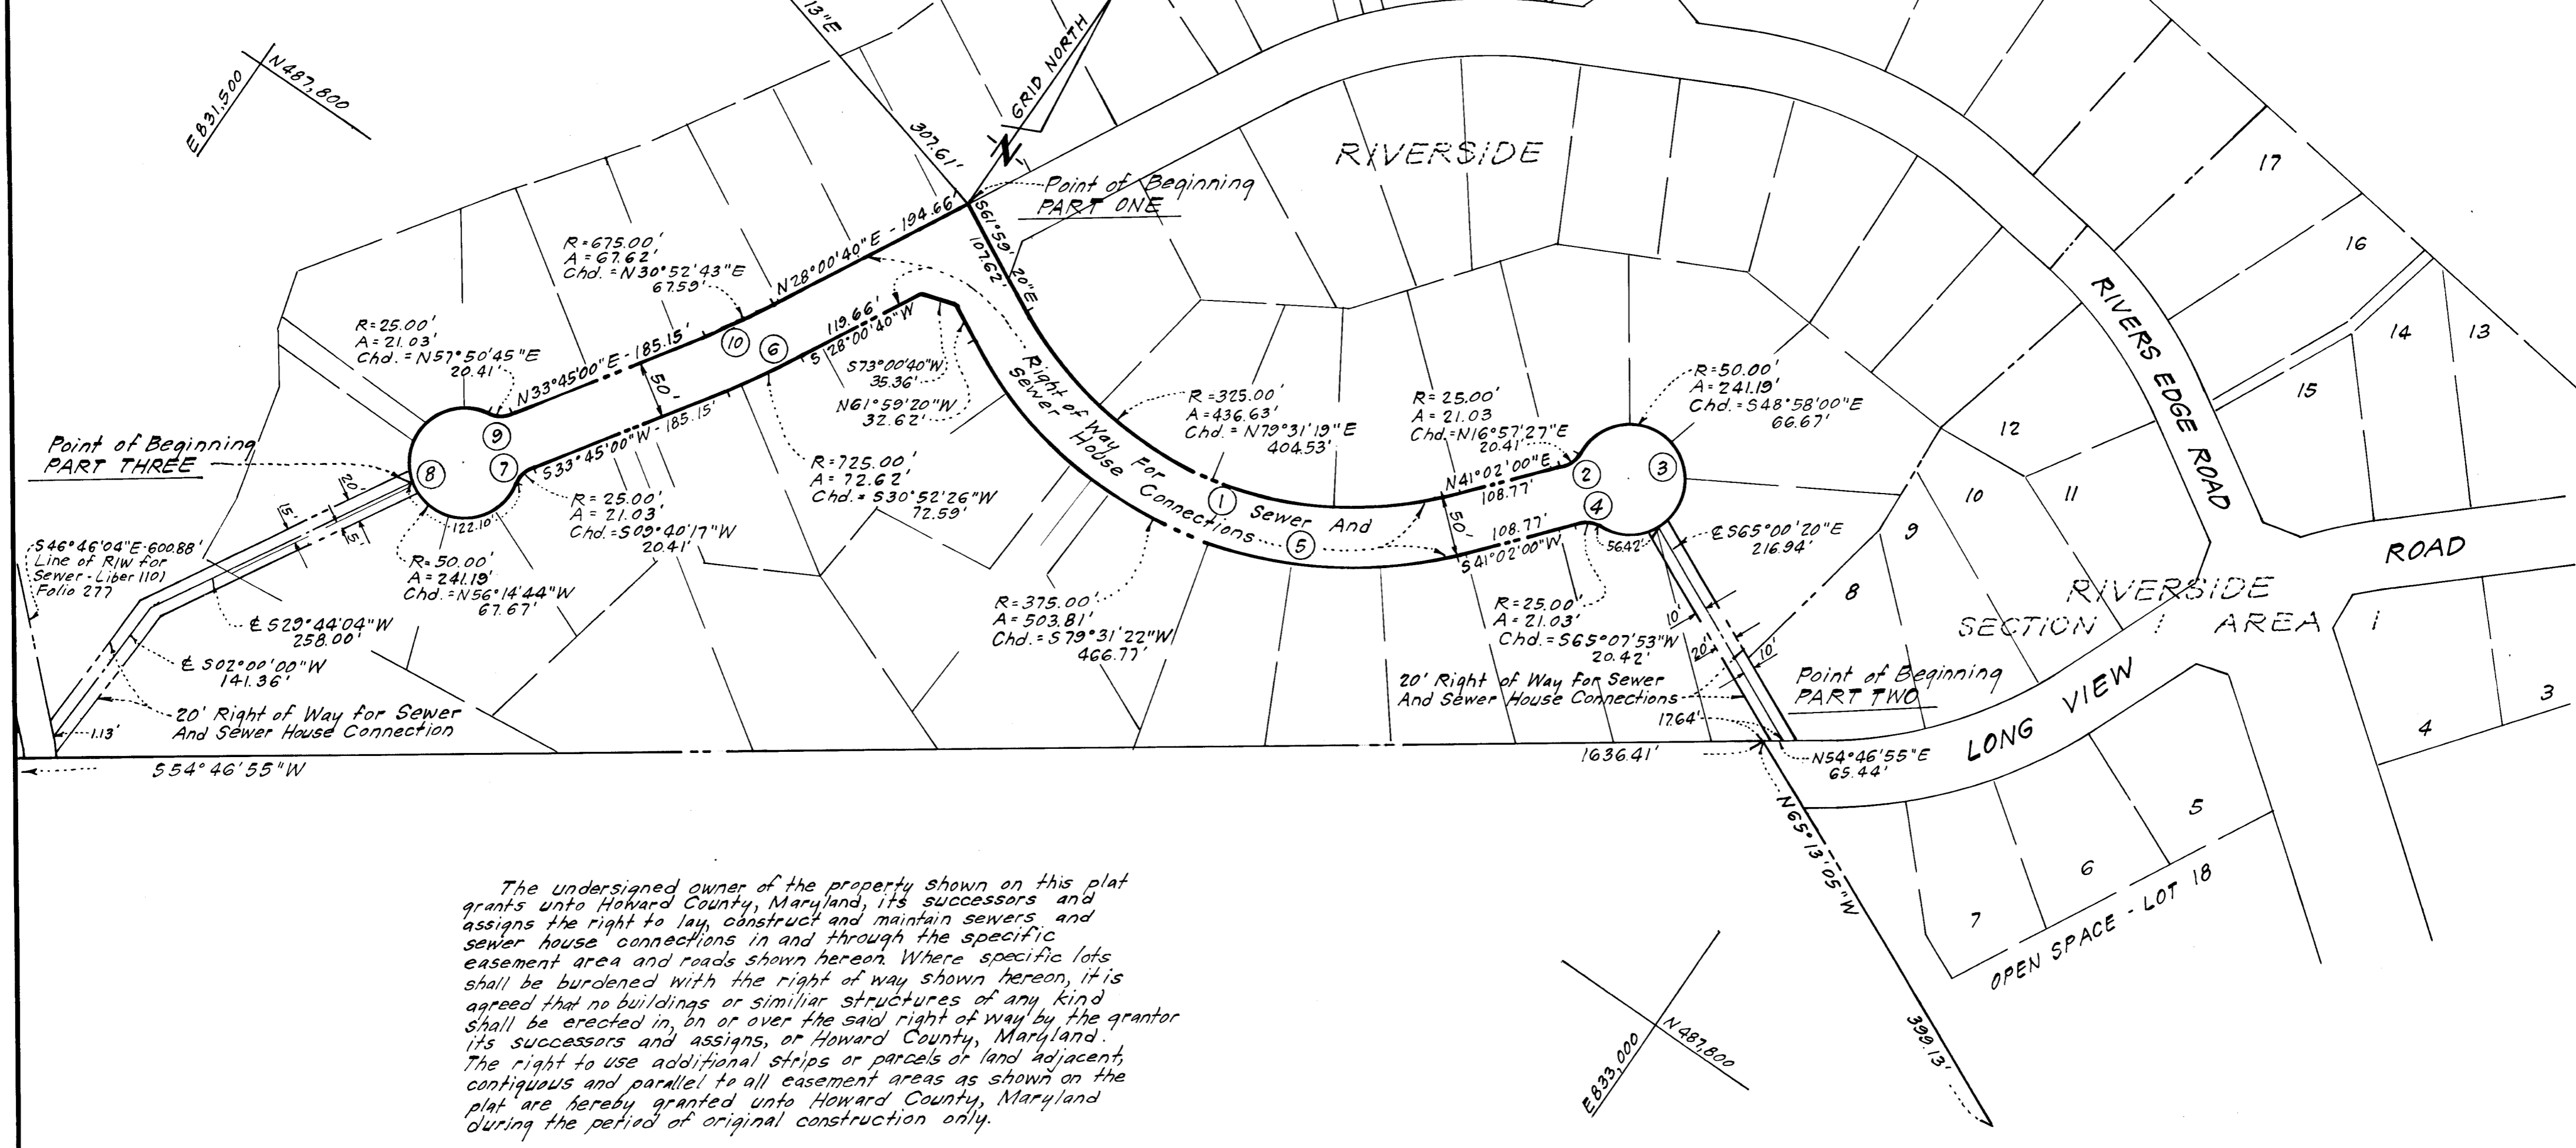 13"E
GRID NORTH
N
E831,500
N487,800
307.61'
RIVERSIDE
Point of Beginning
PART ONE
S61°59'20"E
107.62'
17
16
14
13
15
12
11
10
9
8
RIVERS EDGE ROAD
ROAD
R=675.00'
A=67.62'
Chd.=N30°52'43"E
67.59'
N28°00'40"E-194.66'
R=25.00'
A=21.03'
Chd.=N57°50'45"E
20.41'
N33°45'00"E-185.15'
10
6
119.66'
S28°00'40"W
50'
S33°45'00"W-185.15'
S73°00'40"W
35.36'
N61°59'20"W
32.62'
Right of Way For
Sewer And
Sewer
House Connections
R=325.00'
A=436.63'
Chd.=N79°31'19"E
404.53'
R=25.00'
A=21.03
Chd.=N16°57'27"E
20.41'
R=50.00'
A=241.19'
Chd.=S48°58'00"E
66.67'
Point of Beginning
PART THREE
9
8
7
1
5
2
3
4
N41°02'00"E
108.77'
50'
108.77'
S41°02'00"W
56.42'
℄S65°00'20"E
216.94'
R=725.00'
A=72.62'
Chd.=S30°52'26"W
72.59'
R=25.00'
A=21.03'
Chd.=S09°40'17"W
20.41'
20'
15'
5'
122.10'
R=50.00
A=241.19'
Chd.=N56°14'44"W
67.67'
S46°46'04"E-600.88'
Line of R/W for
Sewer-Liber 1101
Folio 277
℄S29°44'04"W
258.00'
℄S02°00'00"W
141.36'
20' Right of Way for Sewer
And Sewer House Connection
1.13'
R=375.00'
A=503.81'
Chd.=S79°31'22"W
466.77'
R=25.00'
A=21.03'
Chd.=S65°07'53"W
20.42'
10'
20'
10'
20' Right of Way For Sewer
And Sewer House Connections
17.64'
Point of Beginning
PART TWO
RIVERSIDE
SECTION 1 AREA 1
3
4
LONG VIEW
S54°46'55"W
1636.41'
N54°46'55"E
65.44'
N65°13'05"W
399.13'
5
6
7
OPEN SPACE - LOT 18
E833,000
N487,800
The undersigned owner of the property shown on this plat
grants unto Howard County, Maryland, its successors and
assigns the right to lay, construct and maintain sewers and
sewer house connections in and through the specific
easement area and roads shown hereon. Where specific lots
shall be burdened with the right of way shown hereon, it is
agreed that no buildings or similiar structures of any kind
shall be erected in, on or over the said right of way by the grantor
its successors and assigns, or Howard County, Maryland.
The right to use additional strips or parcels of land adjacent,
contiguous and parallel to all easement areas as shown on the
plat are hereby granted unto Howard County, Maryland
during the period of original construction only.